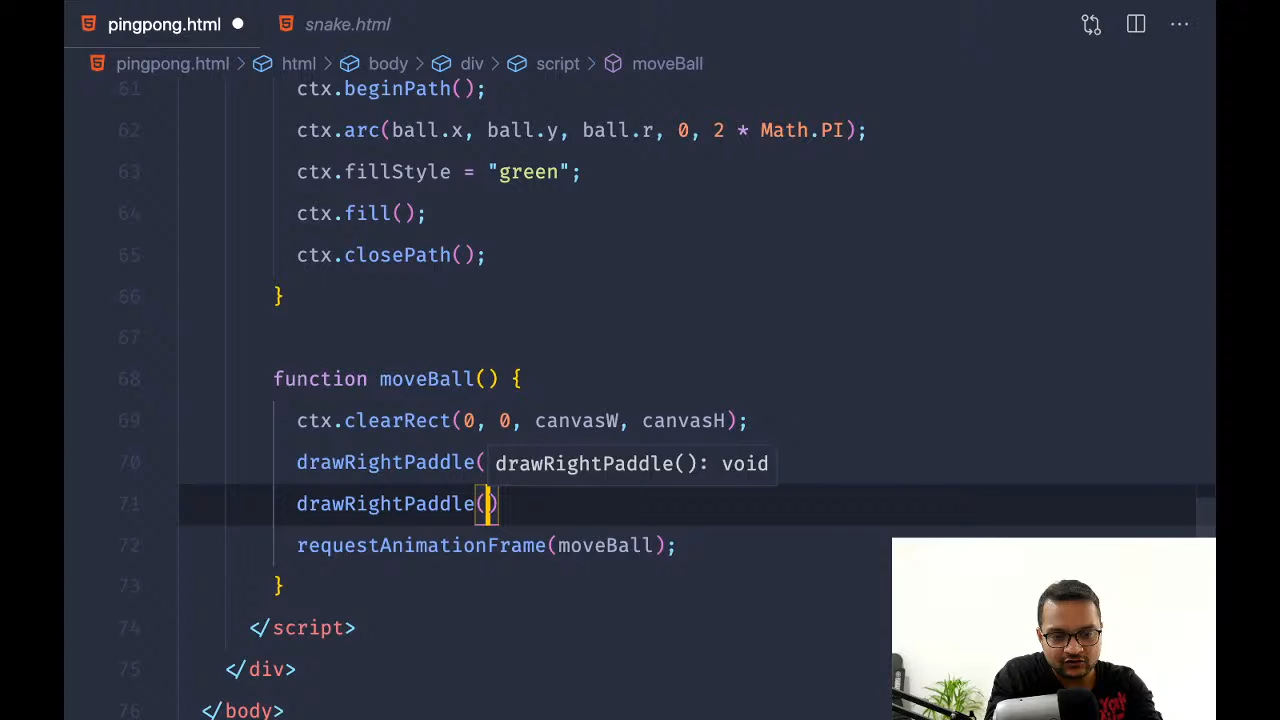 pingpong.html
snake.html
pingpong.html > html > body > div > script > moveBall
61 ctx.beginPath();
62 ctx.arc(ball.x, ball.y, ball.r, 0, 2 * Math.PI);
63 ctx.fillStyle = "green";
64 ctx.fill();
65 ctx.closePath();
66 }
67
68 function moveBall() {
69 ctx.clearRect(0, 0, canvasW, canvasH);
70 drawRightPaddle(
drawRightPaddle(): void
71 drawRightPaddle()
72 requestAnimationFrame(moveBall);
73 }
74 </script>
75 </div>
76 </body>